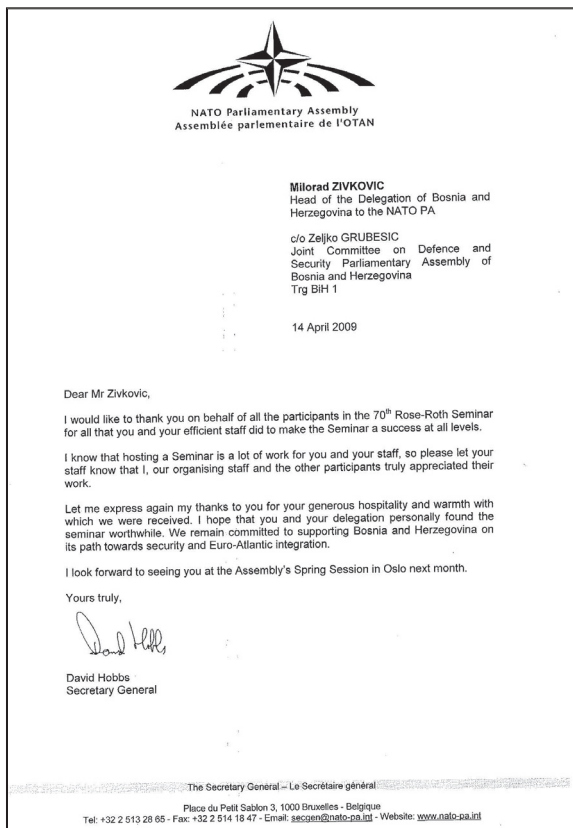 NATO Parliamentary Assembly
Assemblée parlementaire de l'OTAN
Milorad ZIVKOVIC
Head of the Delegation of Bosnia and
Herzegovina to the NATO PA
c/o Zeljko GRUBESIC
Joint Committee on Defence and
Security Parliamentary Assembly of
Bosnia and Herzegovina
Trg BiH 1
14 April 2009
Dear Mr Zivkovic,
I would like to thank you on behalf of all the participants in the 70th Rose-Roth Seminar
for all that you and your efficient staff did to make the Seminar a success at all levels.
I know that hosting a Seminar is a lot of work for you and your staff, so please let your
staff know that I, our organising staff and the other participants truly appreciated their
work.
Let me express again my thanks to you for your generous hospitality and warmth with
which we were received. I hope that you and your delegation personally found the
seminar worthwhile. We remain committed to supporting Bosnia and Herzegovina on
its path towards security and Euro-Atlantic integration.
I look forward to seeing you at the Assembly's Spring Session in Oslo next month.
Yours truly,
David Hobbs
David Hobbs
Secretary General
The Secretary General – Le Secrétaire général
Place du Petit Sablon 3, 1000 Bruxelles - Belgique
Tel: +32 2 513 28 65 - Fax: +32 2 514 18 47 - Email: secgen@nato-pa.int - Website: www.nato-pa.int